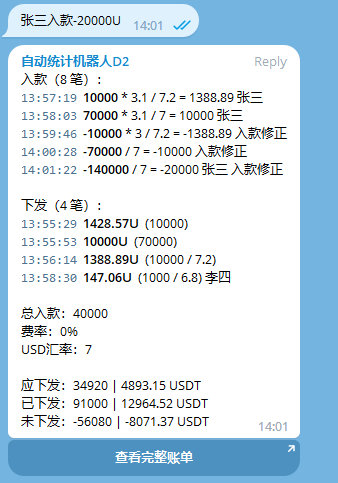 张三入款-20000U 14:01
自动统计机器人D2 Reply
入款（8 笔）：
13:57:19 10000 * 3.1 / 7.2 = 1388.89 张三
13:58:03 70000 * 3.1 / 7 = 10000 张三
13:59:46 -10000 * 3 / 7.2 = -1388.89 入款修正
14:00:28 -70000 / 7 = -10000 入款修正
14:01:22 -140000 / 7 = -20000 张三 入款修正
下发（4 笔）：
13:55:29 1428.57U (10000)
13:55:53 10000U (70000)
13:56:14 1388.89U (10000 / 7.2)
13:58:30 147.06U (1000 / 6.8) 李四
总入款：40000
费率：0%
USD汇率：7
应下发：34920 | 4893.15 USDT
已下发：91000 | 12964.52 USDT
未下发：-56080 | -8071.37 USDT
14:01
查看完整账单